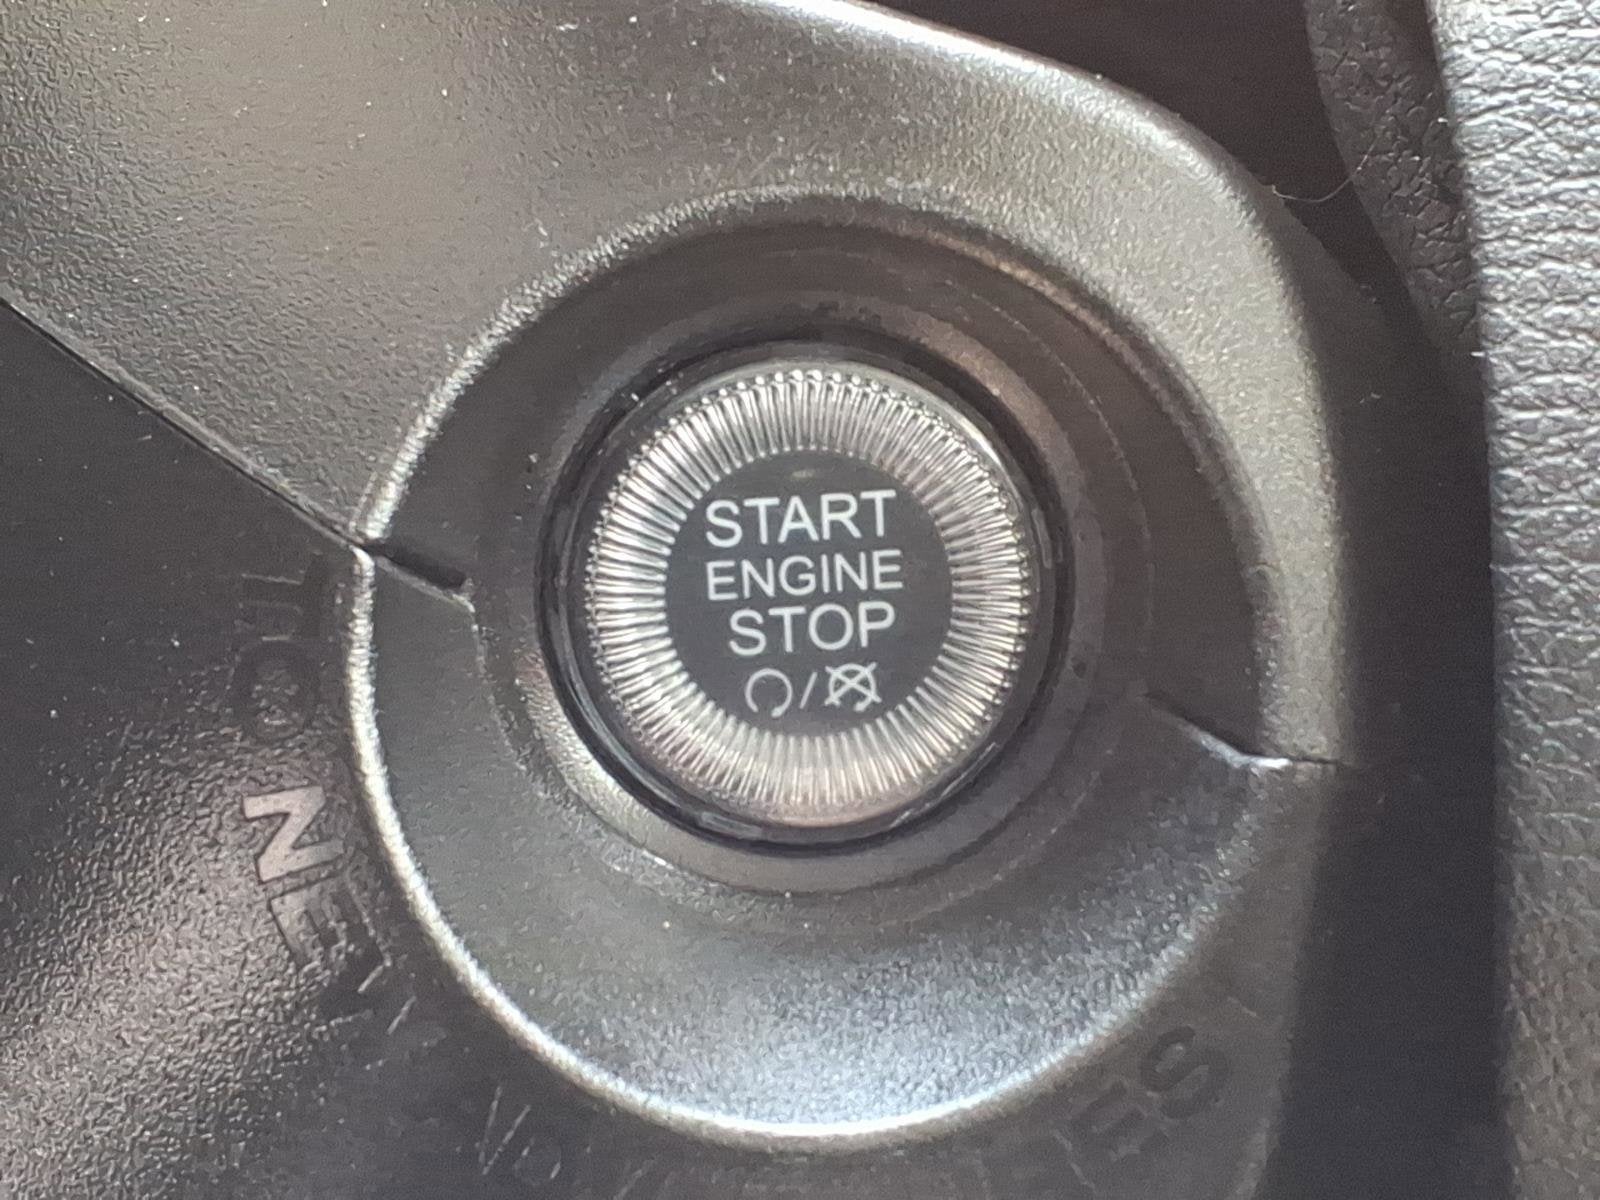 START
ENGINE
STOP
/